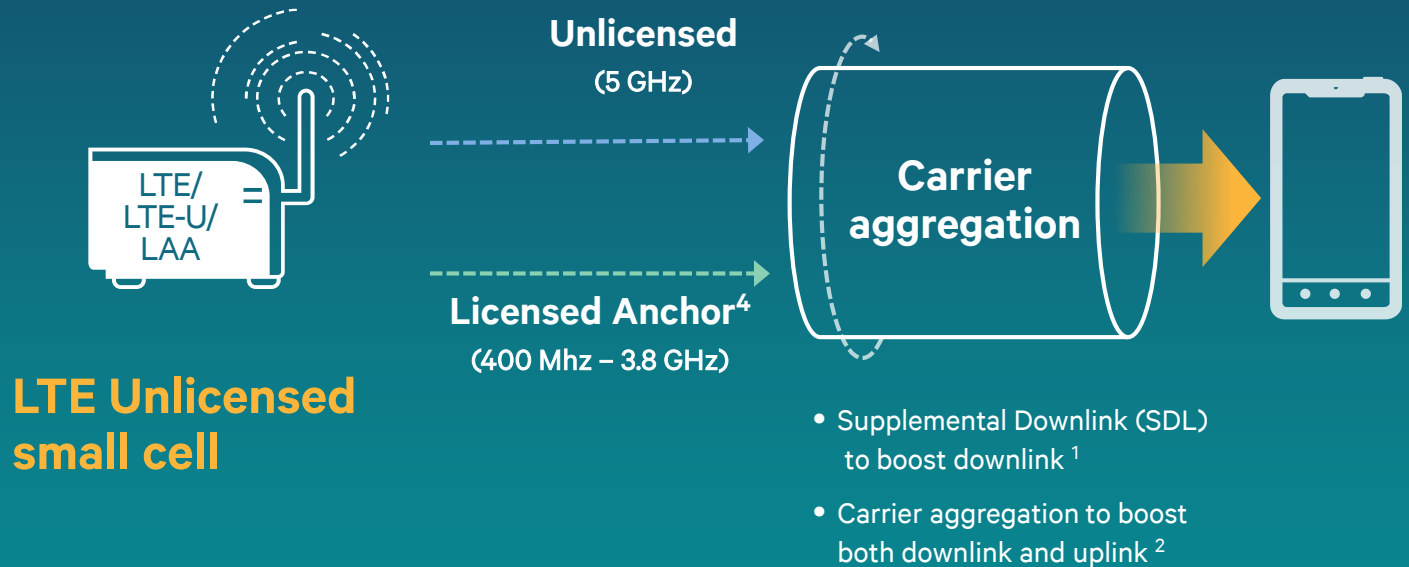 Unlicensed
(5 GHz)
LTE/
LTE-U/
LAA
Carrier
aggregation
Licensed Anchor4
(400 Mhz – 3.8 GHz)
LTE Unlicensed
small cell
• Supplemental Downlink (SDL)
to boost downlink 1
• Carrier aggregation to boost
both downlink and uplink 2